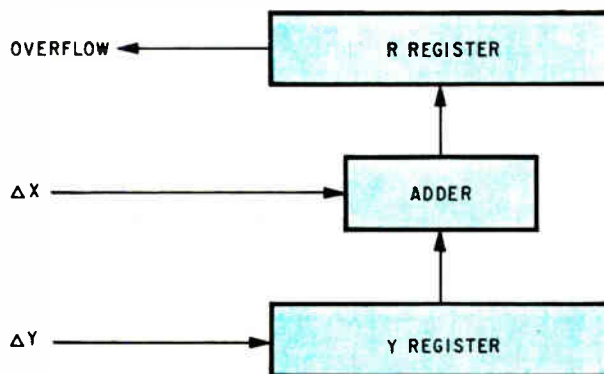 OVERFLOW
R REGISTER
ΔX
ADDER
ΔY
Y REGISTER